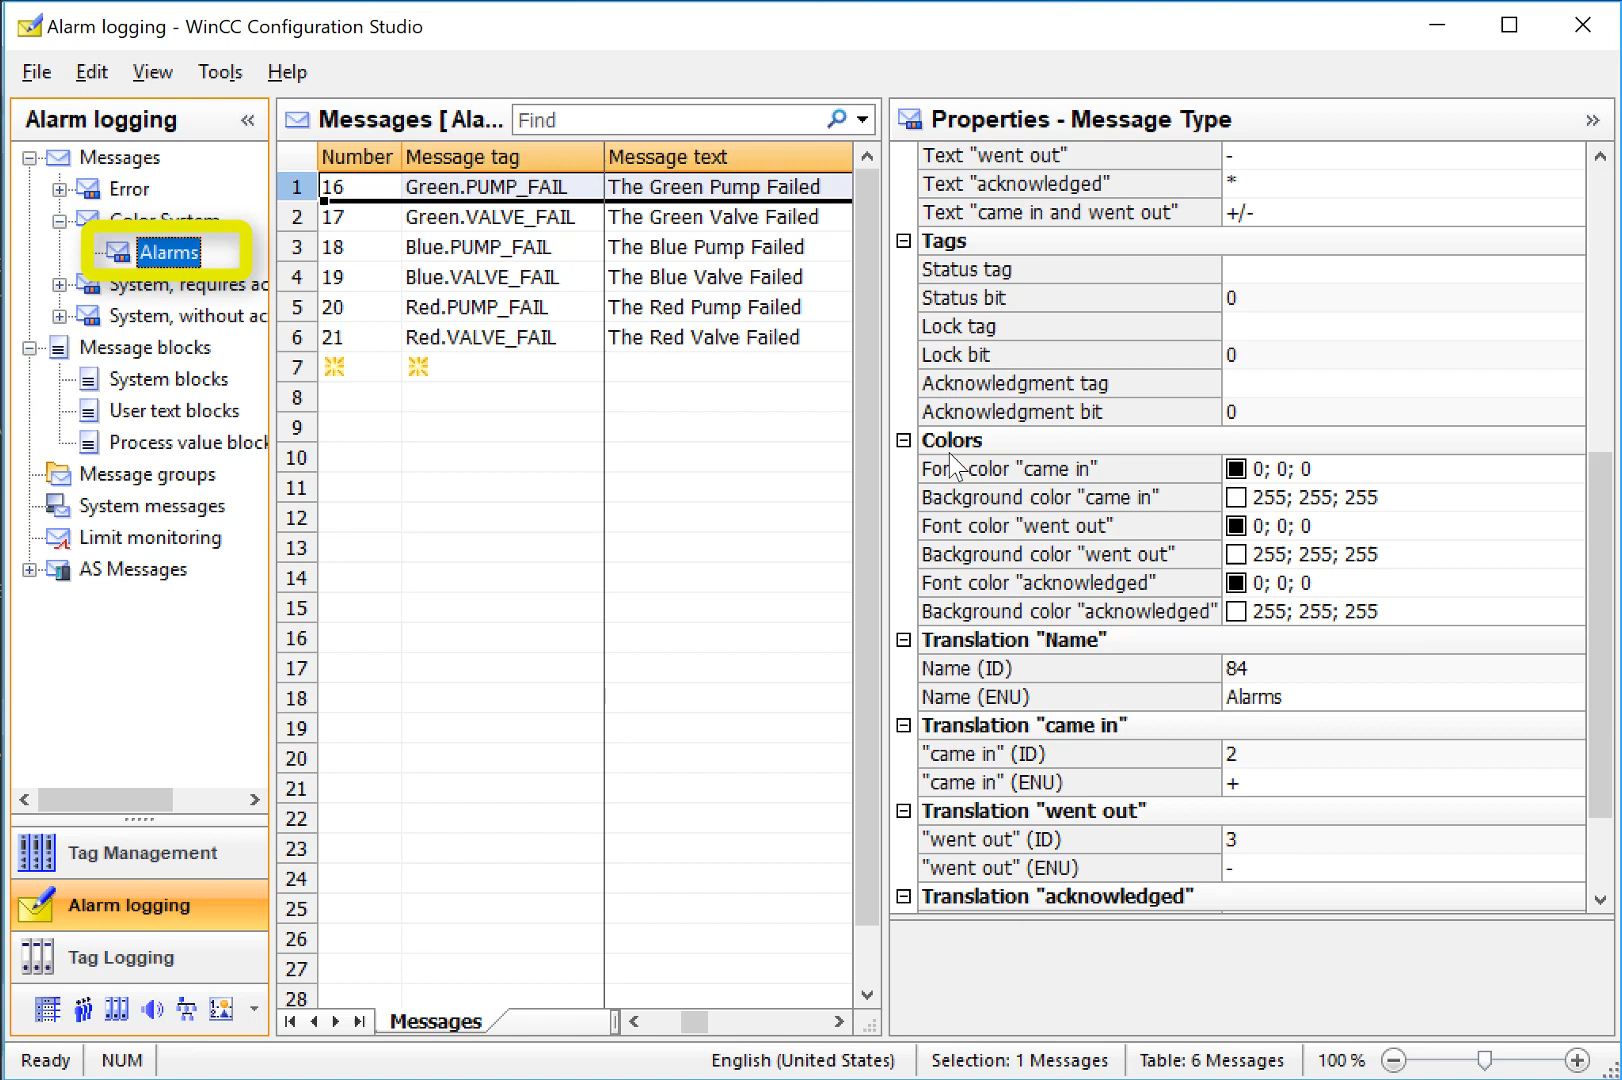 Alarm logging - WinCC Configuration Studio
File Edit View Tools Help
Alarm logging «
Messages
Error
Color System
Alarms
System, requires ac
System, without ac
Message blocks
System blocks
User text blocks
Process value block
Message groups
System messages
Limit monitoring
AS Messages
Tag Management
Alarm logging
Tag Logging
Messages [ Ala... Find
Number Message tag Message text
1 16 Green.PUMP_FAIL The Green Pump Failed
2 17 Green.VALVE_FAIL The Green Valve Failed
3 18 Blue.PUMP_FAIL The Blue Pump Failed
4 19 Blue.VALVE_FAIL The Blue Valve Failed
5 20 Red.PUMP_FAIL The Red Pump Failed
6 21 Red.VALVE_FAIL The Red Valve Failed
7
8
9
10
11
12
13
14
15
16
17
18
19
20
21
22
23
24
25
26
27
28
Messages
Properties - Message Type »
Text "went out" -
Text "acknowledged" *
Text "came in and went out" +/-
Tags
Status tag
Status bit 0
Lock tag
Lock bit 0
Acknowledgment tag
Acknowledgment bit 0
Colors
Font color "came in" 0; 0; 0
Background color "came in" 255; 255; 255
Font color "went out" 0; 0; 0
Background color "went out" 255; 255; 255
Font color "acknowledged" 0; 0; 0
Background color "acknowledged" 255; 255; 255
Translation "Name"
Name (ID) 84
Name (ENU) Alarms
Translation "came in"
"came in" (ID) 2
"came in" (ENU) +
Translation "went out"
"went out" (ID) 3
"went out" (ENU) -
Translation "acknowledged"
Ready NUM English (United States) Selection: 1 Messages Table: 6 Messages 100 %